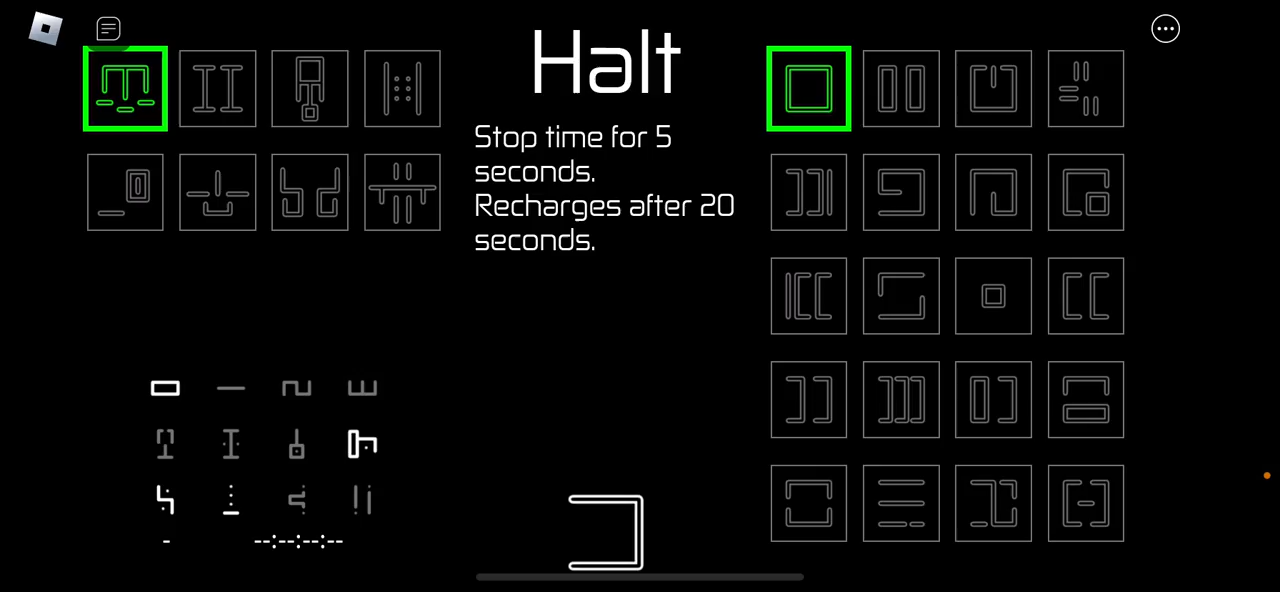 Halt
Stop time for 5
seconds.
Recharges after 20
seconds.
- --:--:--:--